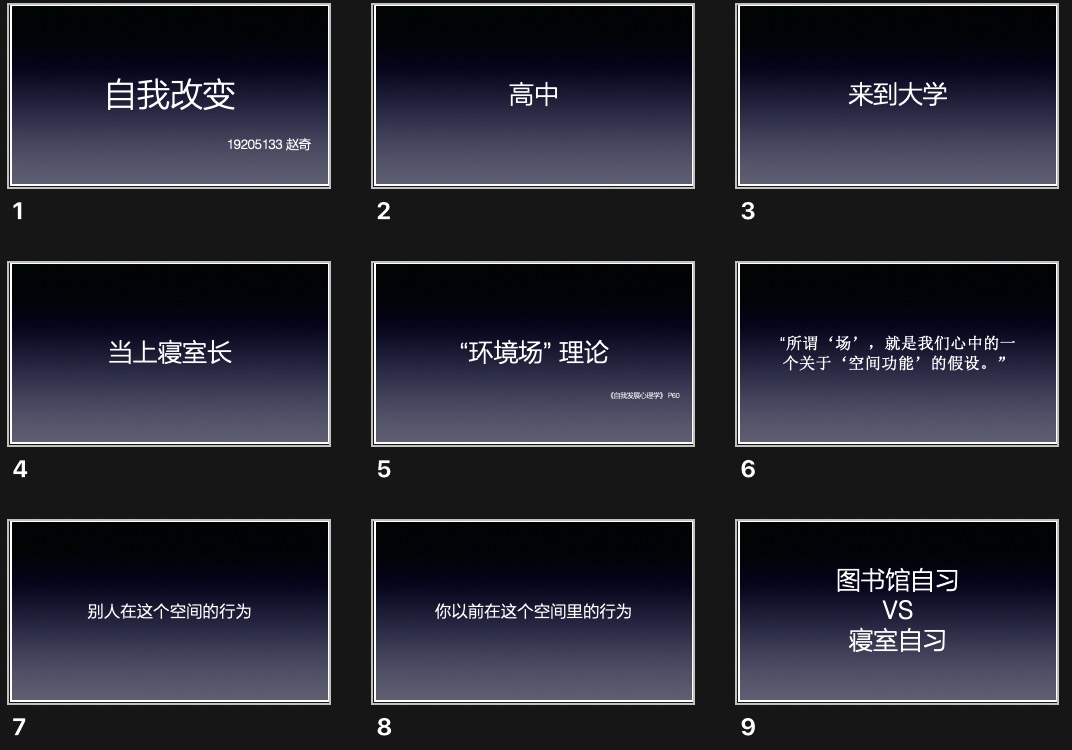 自我改变
19205133 赵奇
1
高中
2
来到大学
3
当上寝室长
4
“环境场” 理论
《自我发展心理学》 P60
5
“所谓‘场’，就是我们心中的一
个关于‘空间功能’的假设。”
6
别人在这个空间的行为
7
你以前在这个空间里的行为
8
图书馆自习
VS
寝室自习
9